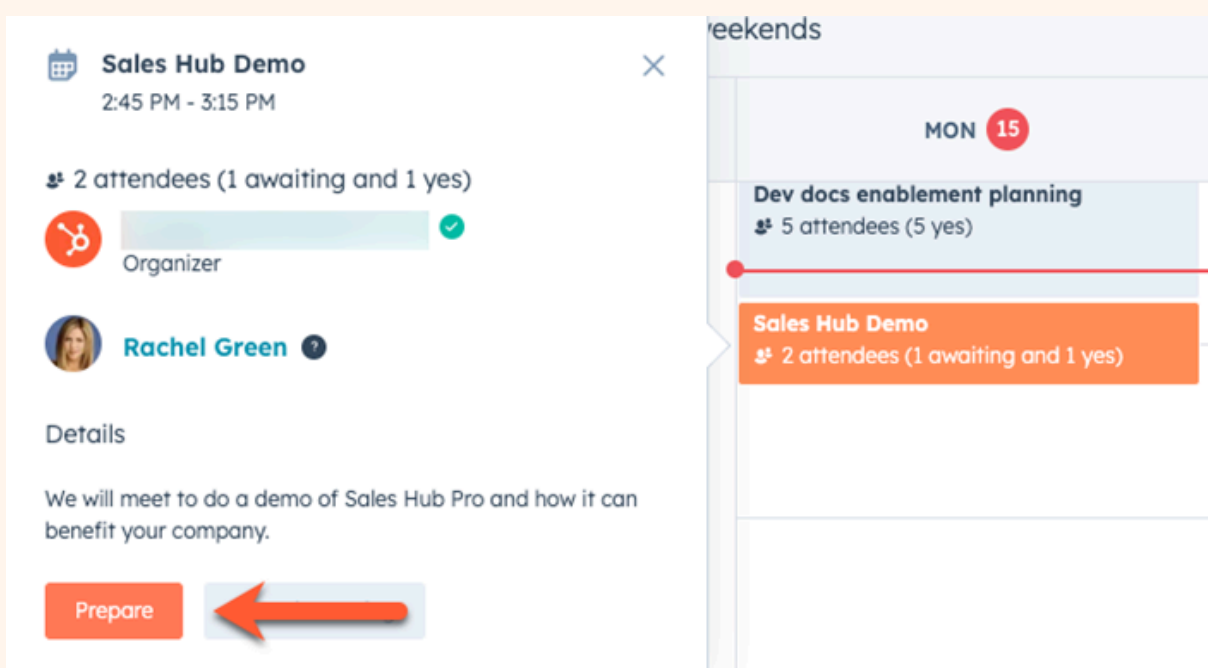 Sales Hub Demo
2:45 PM - 3:15 PM
2 attendees (1 awaiting and 1 yes)
Organizer
Rachel Green ?
Details
We will meet to do a demo of Sales Hub Pro and how it can
benefit your company.
Prepare
MON 15
Dev docs enablement planning
5 attendees (5 yes)
Sales Hub Demo
2 attendees (1 awaiting and 1 yes)